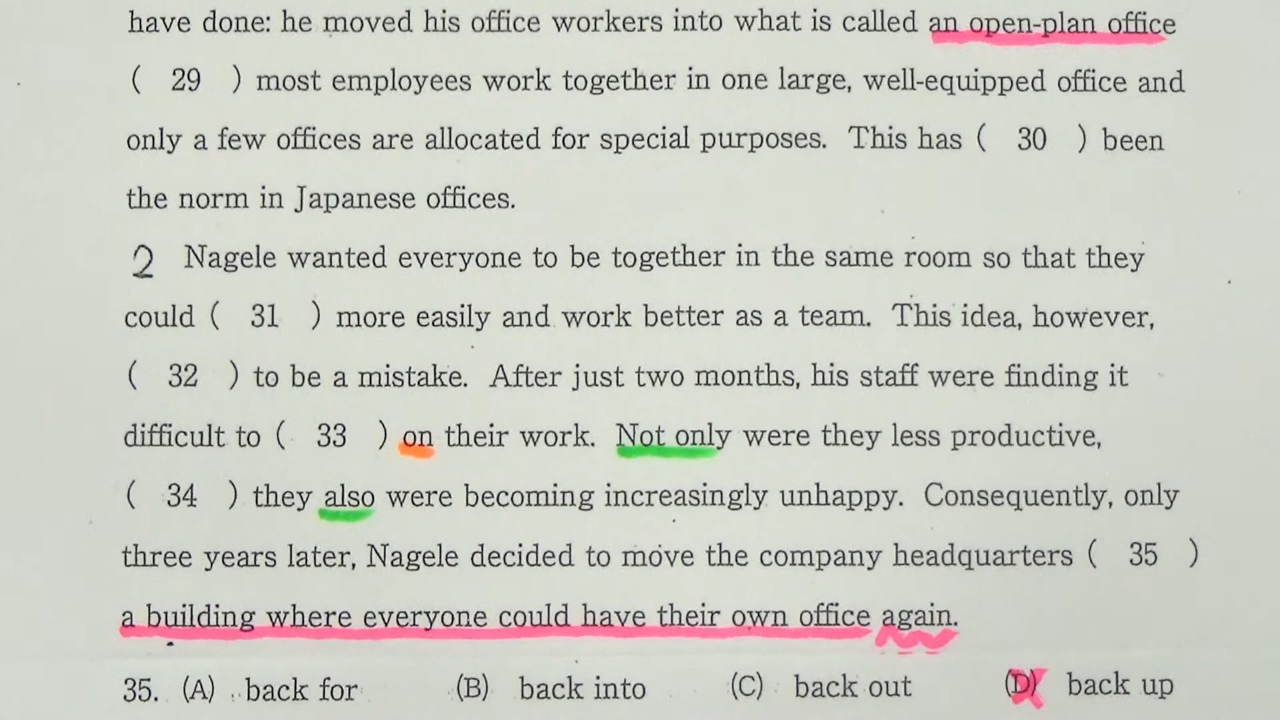 have done: he moved his office workers into what is called an open-plan office
( 29 ) most employees work together in one large, well-equipped office and
only a few offices are allocated for special purposes. This has ( 30 ) been
the norm in Japanese offices.
2 Nagele wanted everyone to be together in the same room so that they
could ( 31 ) more easily and work better as a team. This idea, however,
( 32 ) to be a mistake. After just two months, his staff were finding it
difficult to ( 33 ) on their work. Not only were they less productive,
( 34 ) they also were becoming increasingly unhappy. Consequently, only
three years later, Nagele decided to move the company headquarters ( 35 )
a building where everyone could have their own office again.
35. (A) back for (B) back into (C) back out (D) back up